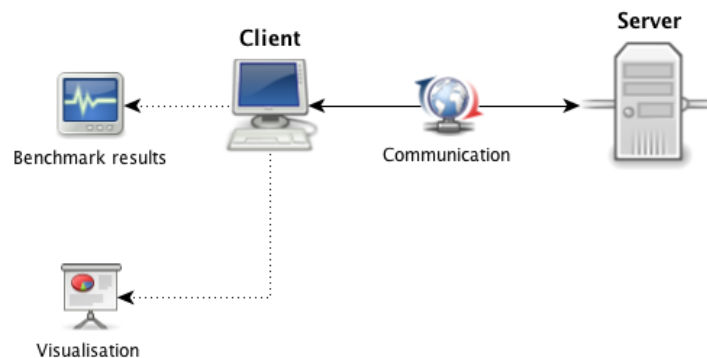 Server
Client
Communication
Benchmark results
Visualisation